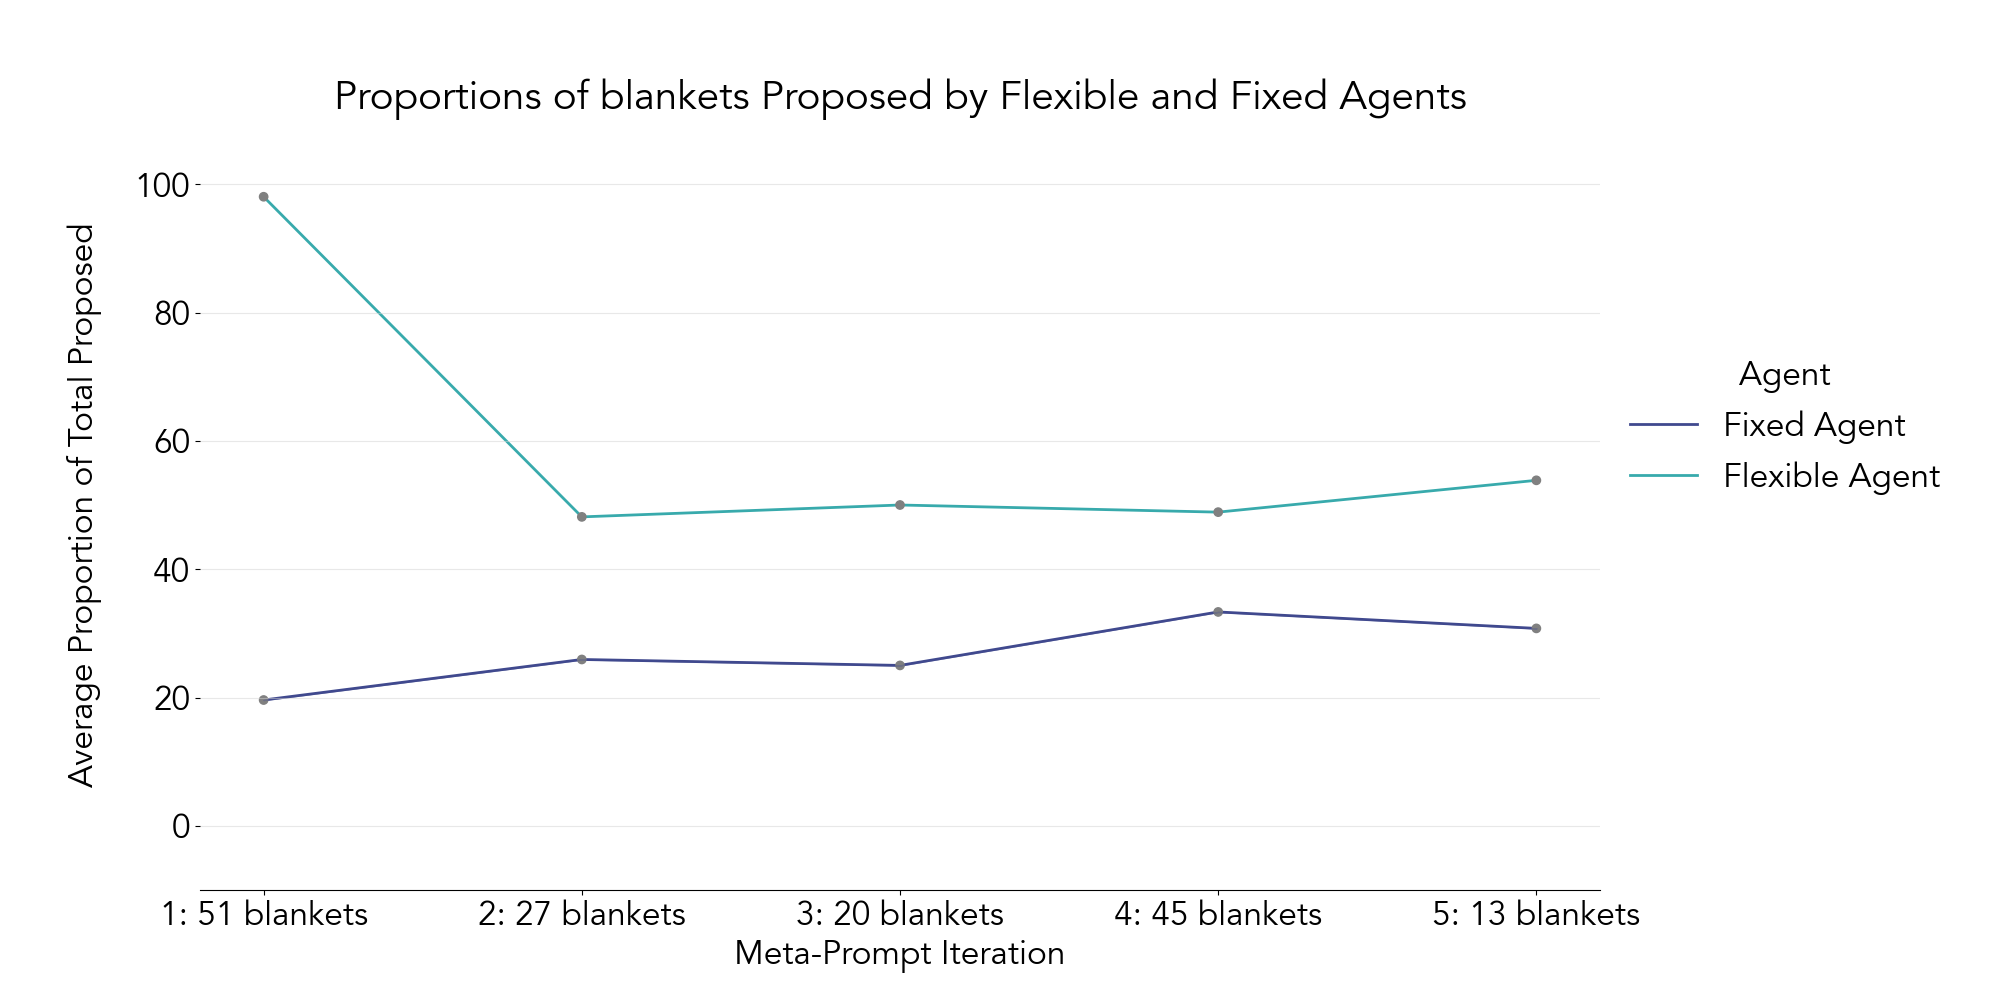 Proportions of blankets Proposed by Flexible and Fixed Agents
Average Proportion of Total Proposed
100
80
60
40
20
0
1: 51 blankets
2: 27 blankets
3: 20 blankets
4: 45 blankets
5: 13 blankets
Meta-Prompt Iteration
Agent
Fixed Agent
Flexible Agent